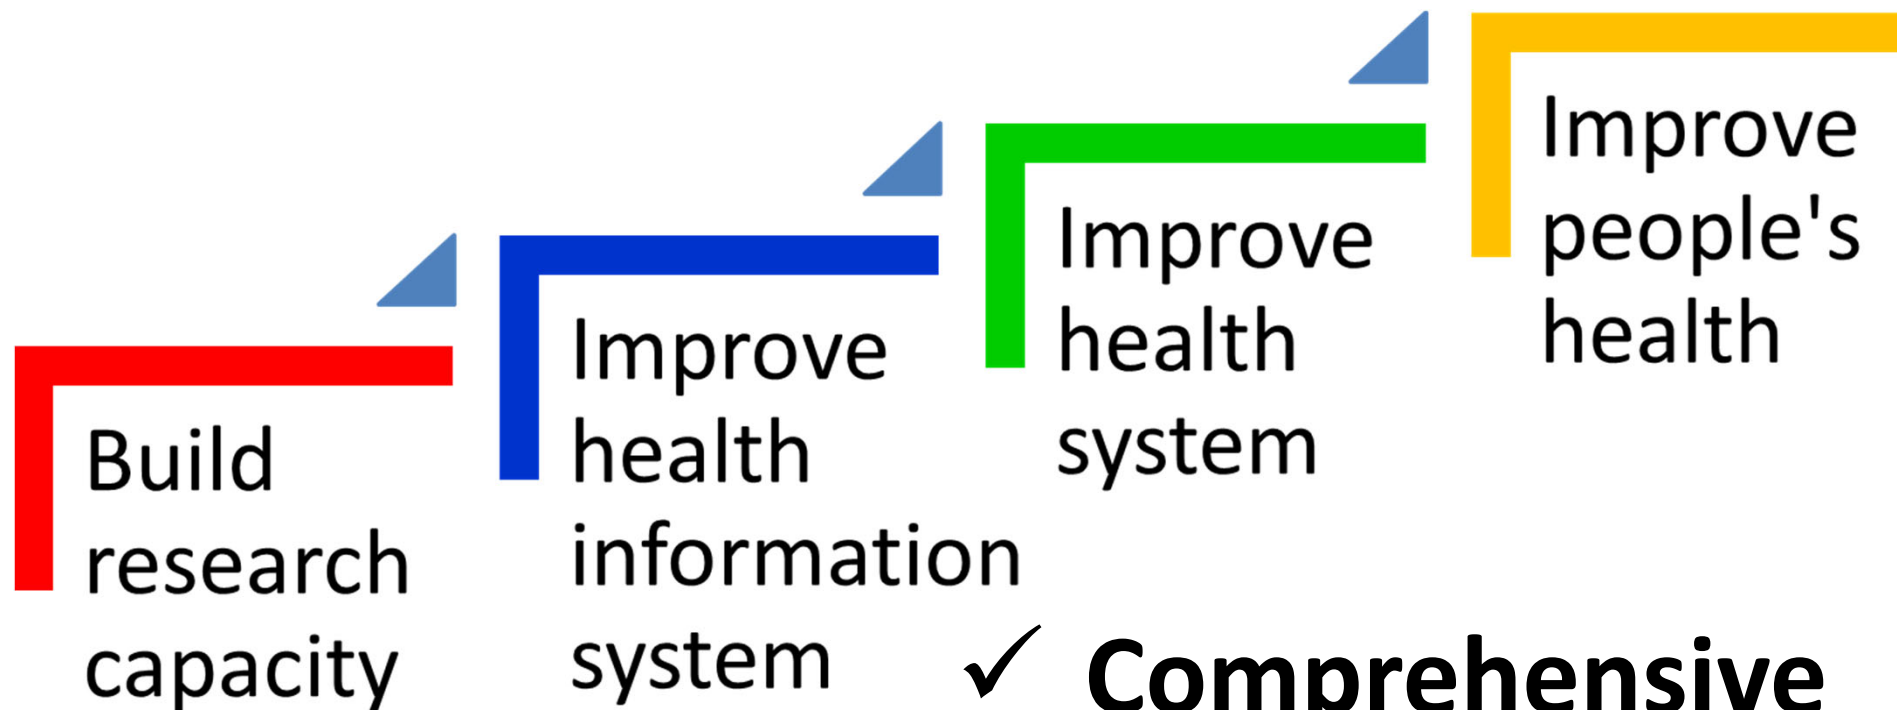 Build
research
capacity
Improve
health
information
system
Improve
health
system
Improve
people's
health
✓ Comprehensive